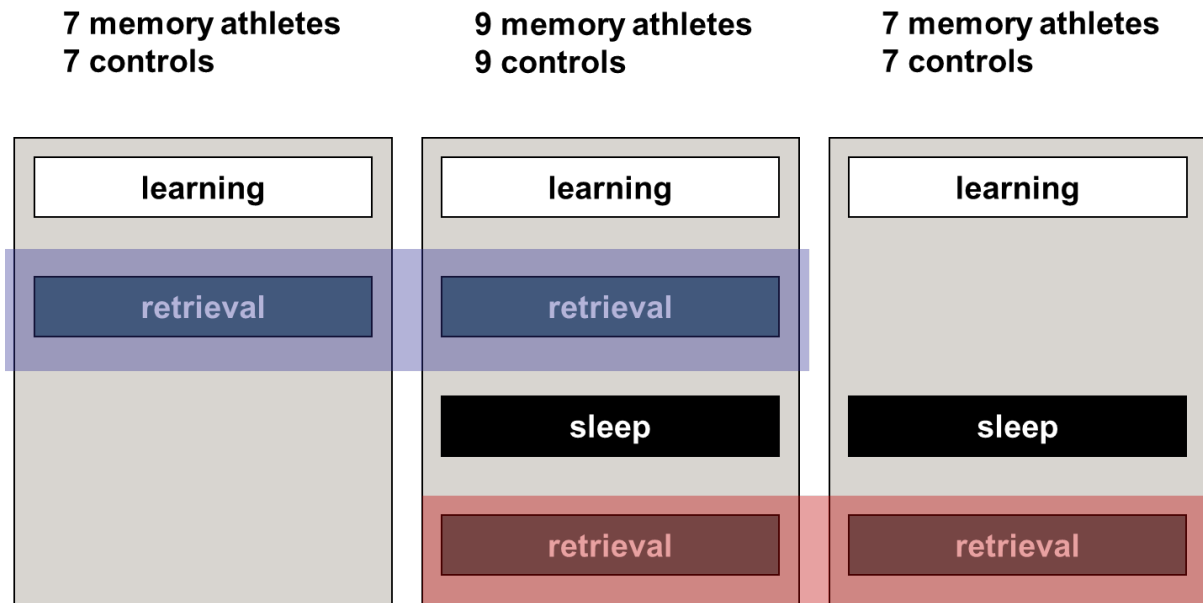 7 memory athletes
7 controls
9 memory athletes
9 controls
7 memory athletes
7 controls
learning
learning
learning
retrieval
retrieval
sleep
sleep
retrieval
retrieval